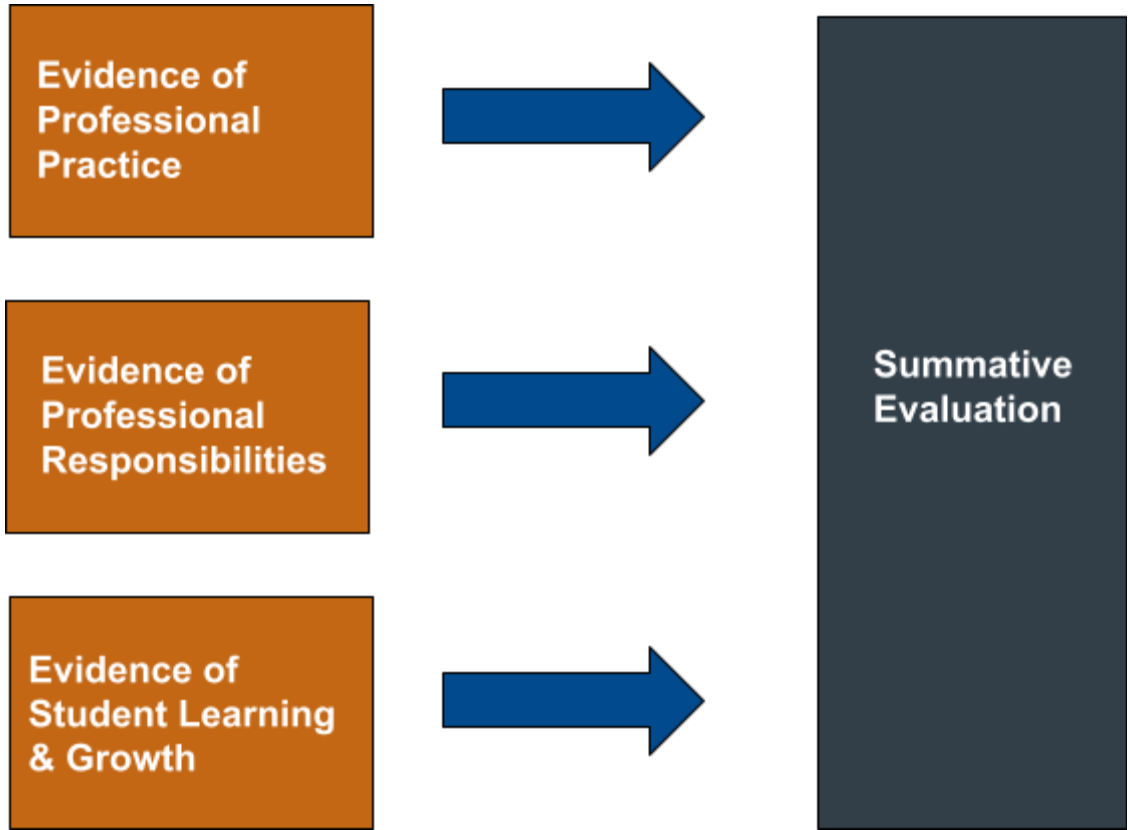 Evidence of
Professional
Practice
Evidence of
Professional
Responsibilities
Evidence of
Student Learning
& Growth
Summative
Evaluation